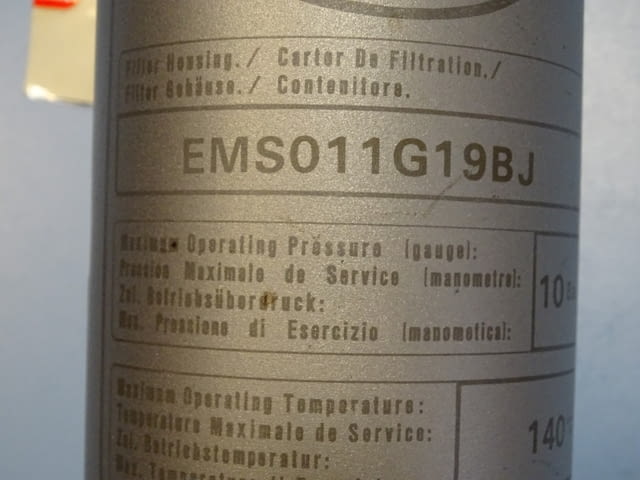 Filter Housing./ Carter De Filtration./
Filter Gehäuse./ Contenitore.
EMS011G19BJ
Maximum Operating Pressure (gauge):
Pression Maximale de Service (manometre):
Zul. Betriebsüberdruck:
Max. Pressione di Esercizio (manometica):
10
Maximum Operating Temperature:
Temperature Maximale de Service:
Zul. Betriebstemperatur:
140